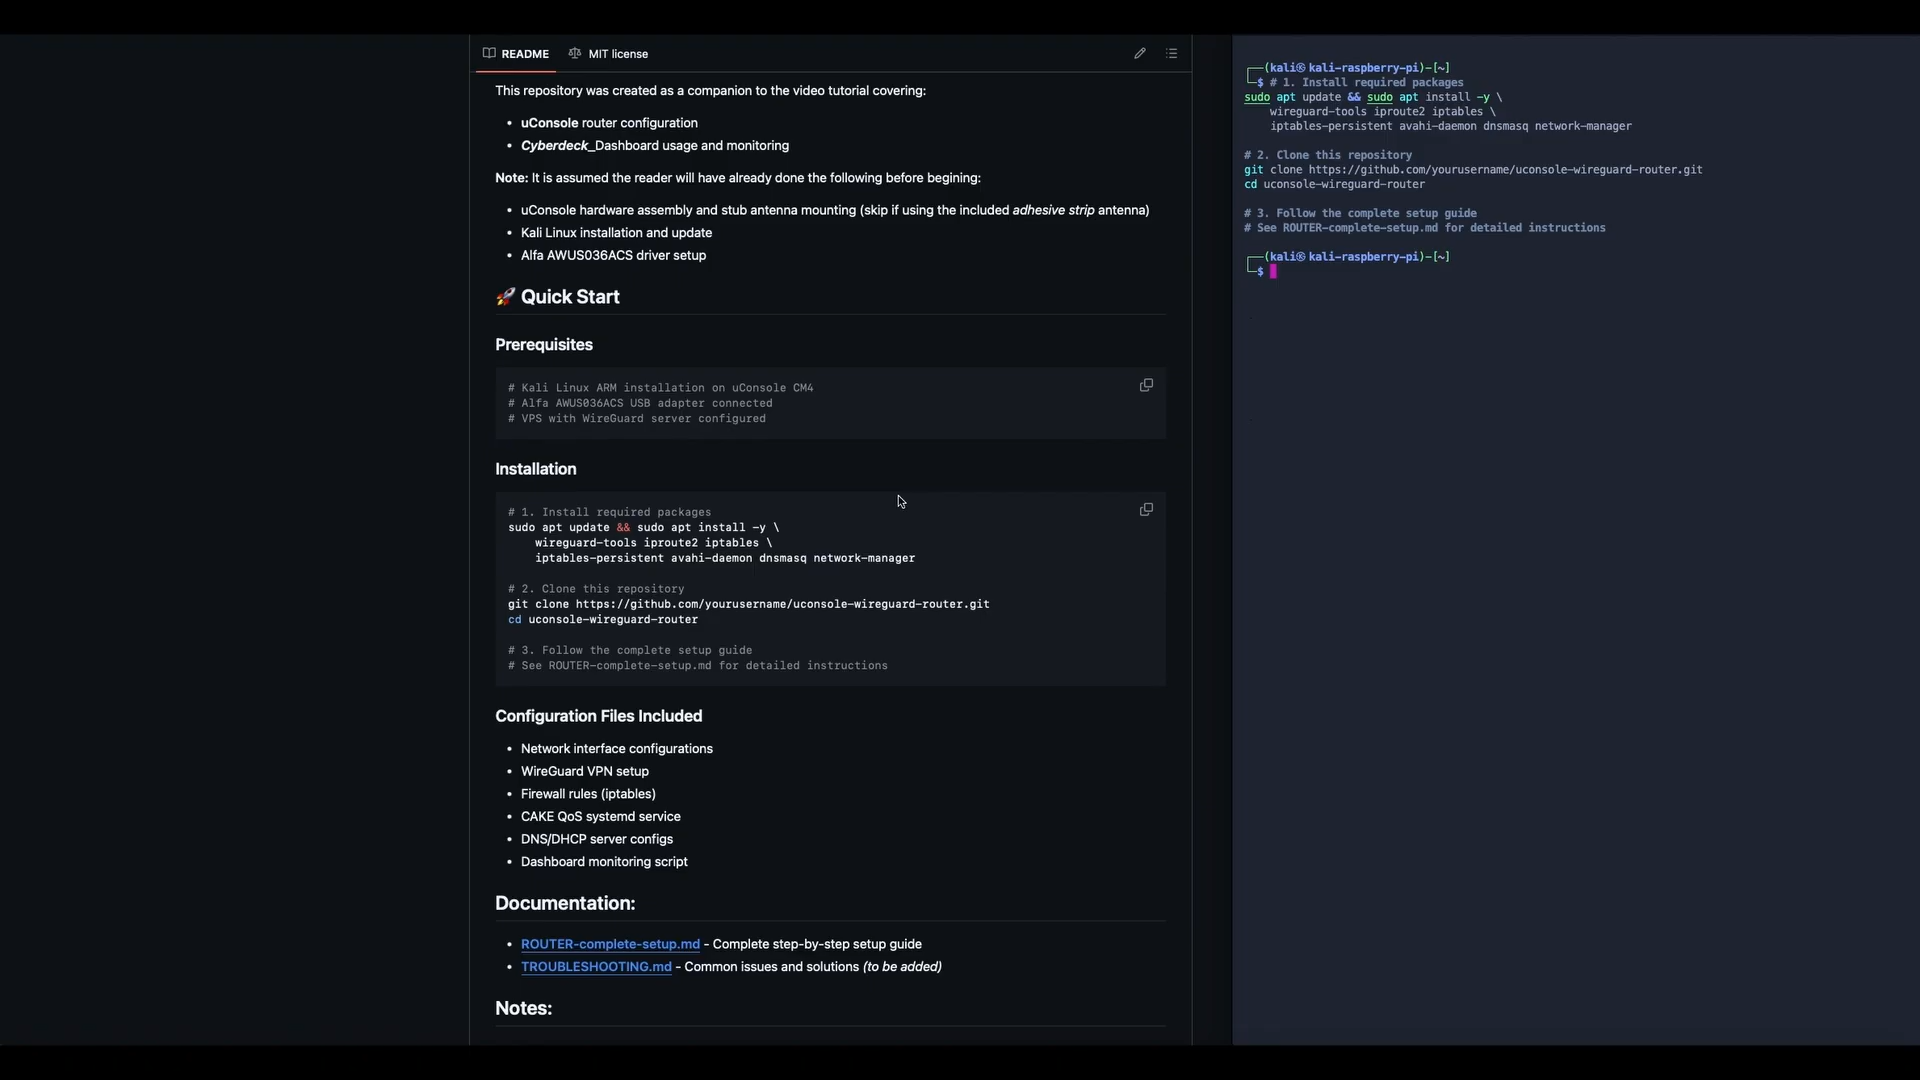 README
MIT license
This repository was created as a companion to the video tutorial covering:
uConsole router configuration
Cyberdeck_Dashboard usage and monitoring
Note: It is assumed the reader will have already done the following before begining:
uConsole hardware assembly and stub antenna mounting (skip if using the included adhesive strip antenna)
Kali Linux installation and update
Alfa AWUS036ACS driver setup
🚀 Quick Start
Prerequisites
# Kali Linux ARM installation on uConsole CM4
# Alfa AWUS036ACS USB adapter connected
# VPS with WireGuard server configured
Installation
# 1. Install required packages
sudo apt update && sudo apt install -y \
wireguard-tools iproute2 iptables \
iptables-persistent avahi-daemon dnsmasq network-manager
# 2. Clone this repository
git clone https://github.com/yourusername/uconsole-wireguard-router.git
cd uconsole-wireguard-router
# 3. Follow the complete setup guide
# See ROUTER-complete-setup.md for detailed instructions
Configuration Files Included
Network interface configurations
WireGuard VPN setup
Firewall rules (iptables)
CAKE QoS systemd service
DNS/DHCP server configs
Dashboard monitoring script
Documentation:
ROUTER-complete-setup.md - Complete step-by-step setup guide
TROUBLESHOOTING.md - Common issues and solutions (to be added)
Notes:
┌──(kali㉿kali-raspberry-pi)-[~]
└─$ # 1. Install required packages
sudo apt update && sudo apt install -y \
wireguard-tools iproute2 iptables \
iptables-persistent avahi-daemon dnsmasq network-manager
# 2. Clone this repository
git clone https://github.com/yourusername/uconsole-wireguard-router.git
cd uconsole-wireguard-router
# 3. Follow the complete setup guide
# See ROUTER-complete-setup.md for detailed instructions
┌──(kali㉿kali-raspberry-pi)-[~]
└─$